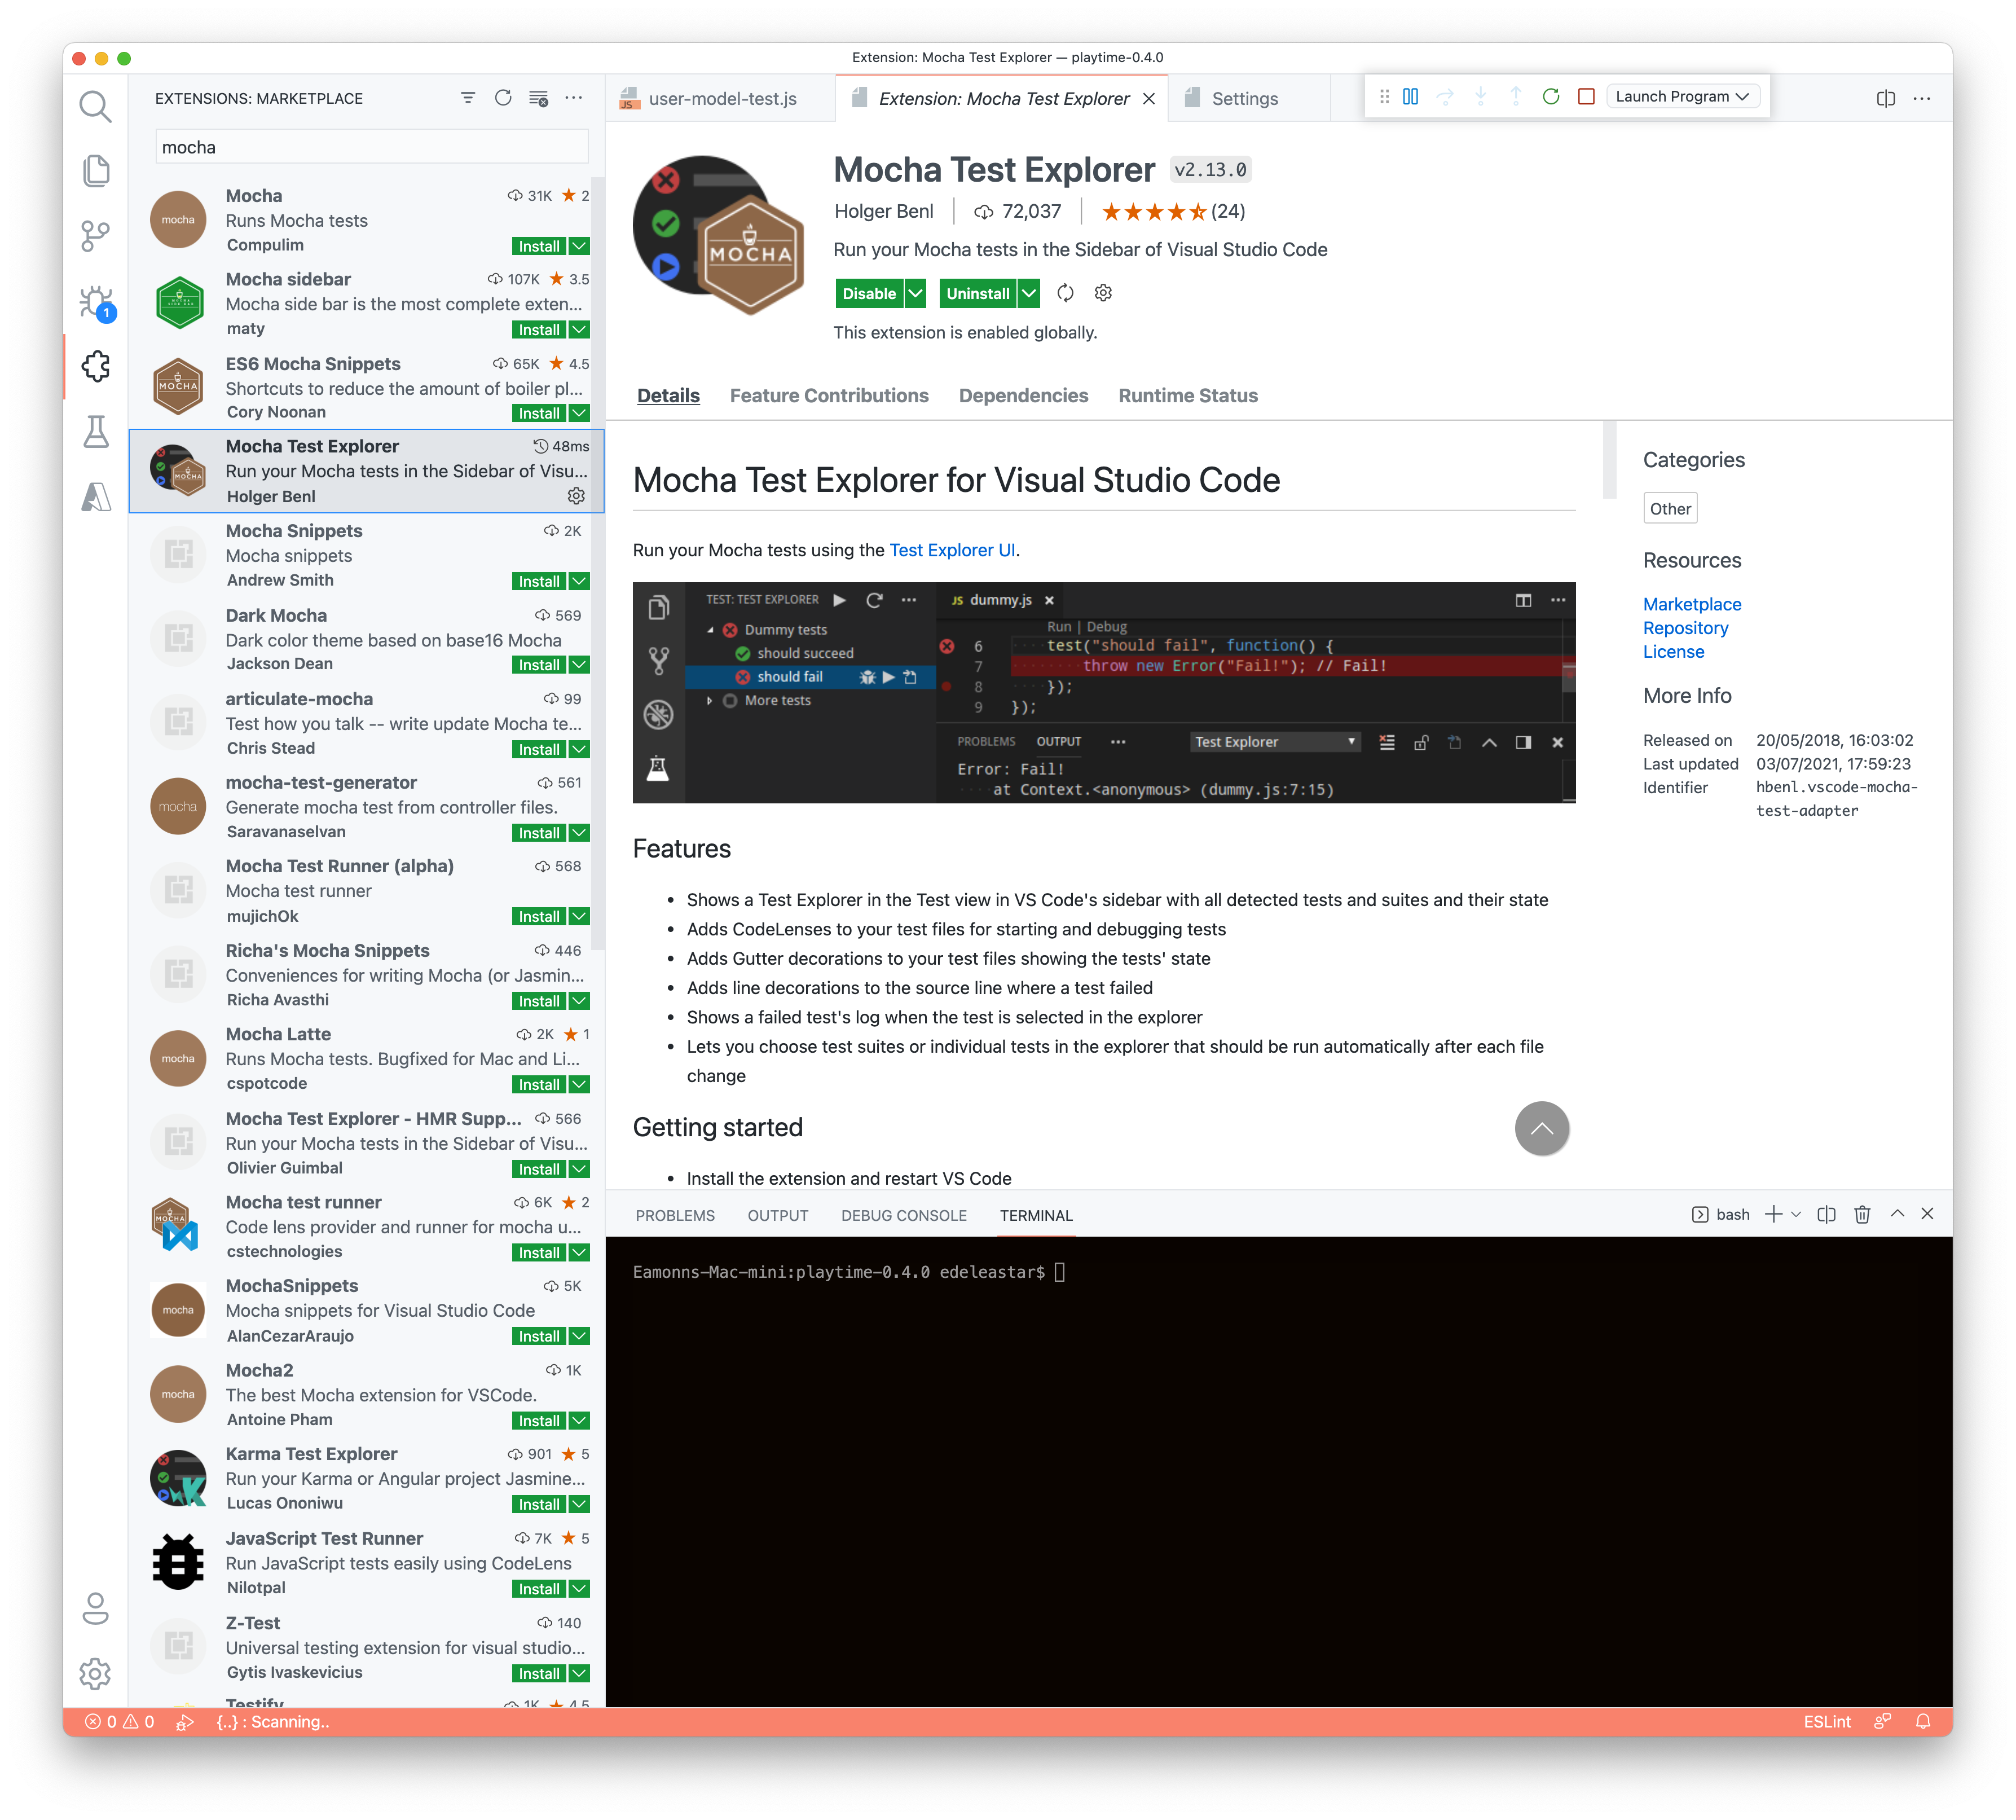 Extension: Mocha Test Explorer — playtime-0.4.0
EXTENSIONS: MARKETPLACE
mocha
mocha
Mocha
31K ★ 2
Runs Mocha tests
Compulim
Install
Mocha sidebar
107K ★ 3.5
Mocha side bar is the most complete exten...
maty
Install
MOCHA
ES6 Mocha Snippets
65K ★ 4.5
Shortcuts to reduce the amount of boiler pl...
Cory Noonan
Install
MOCHA
Mocha Test Explorer
48ms
Run your Mocha tests in the Sidebar of Visu...
Holger Benl
Mocha Snippets
2K
Mocha snippets
Andrew Smith
Install
Dark Mocha
569
Dark color theme based on base16 Mocha
Jackson Dean
Install
articulate-mocha
99
Test how you talk -- write update Mocha te...
Chris Stead
Install
mocha
mocha-test-generator
561
Generate mocha test from controller files.
Saravanaselvan
Install
Mocha Test Runner (alpha)
568
Mocha test runner
mujichOk
Install
Richa's Mocha Snippets
446
Conveniences for writing Mocha (or Jasmin...
Richa Avasthi
Install
mocha
Mocha Latte
2K ★ 1
Runs Mocha tests. Bugfixed for Mac and Li...
cspotcode
Install
Mocha Test Explorer - HMR Supp...
566
Run your Mocha tests in the Sidebar of Visu...
Olivier Guimbal
Install
MOCHA
Mocha test runner
6K ★ 2
Code lens provider and runner for mocha u...
cstechnologies
Install
mocha
MochaSnippets
5K
Mocha snippets for Visual Studio Code
AlanCezarAraujo
Install
mocha
Mocha2
1K
The best Mocha extension for VSCode.
Antoine Pham
Install
Karma Test Explorer
901 ★ 5
Run your Karma or Angular project Jasmine...
Lucas Ononiwu
Install
JavaScript Test Runner
7K ★ 5
Run JavaScript tests easily using CodeLens
Nilotpal
Install
Z-Test
140
Universal testing extension for visual studio...
Gytis Ivaskevicius
Install
Testify
1K ★ 4.5
1
JS user-model-test.js
Extension: Mocha Test Explorer
Settings
Launch Program
MOCHA
Mocha Test Explorer v2.13.0
Holger Benl | 72,037 | (24)
Run your Mocha tests in the Sidebar of Visual Studio Code
Disable
Uninstall
This extension is enabled globally.
Details Feature Contributions Dependencies Runtime Status
Mocha Test Explorer for Visual Studio Code
Run your Mocha tests using the Test Explorer UI.
TEST: TEST EXPLORER
Dummy tests
should succeed
should fail
More tests
JS dummy.js
Run | Debug
6 test("should fail", function() {
7 throw new Error("Fail!"); // Fail!
8 });
9 });
PROBLEMS OUTPUT ··· Test Explorer
Error: Fail!
at Context.<anonymous> (dummy.js:7:15)
Features
• Shows a Test Explorer in the Test view in VS Code's sidebar with all detected tests and suites and their state
• Adds CodeLenses to your test files for starting and debugging tests
• Adds Gutter decorations to your test files showing the tests' state
• Adds line decorations to the source line where a test failed
• Shows a failed test's log when the test is selected in the explorer
• Lets you choose test suites or individual tests in the explorer that should be run automatically after each file
change
Getting started
• Install the extension and restart VS Code
Categories
Other
Resources
Marketplace
Repository
License
More Info
Released on 20/05/2018, 16:03:02
Last updated 03/07/2021, 17:59:23
Identifier hbenl.vscode-mocha-
test-adapter
PROBLEMS OUTPUT DEBUG CONSOLE TERMINAL
bash
Eamonns-Mac-mini:playtime-0.4.0 edeleastar$
0 0 {..} : Scanning..
ESLint